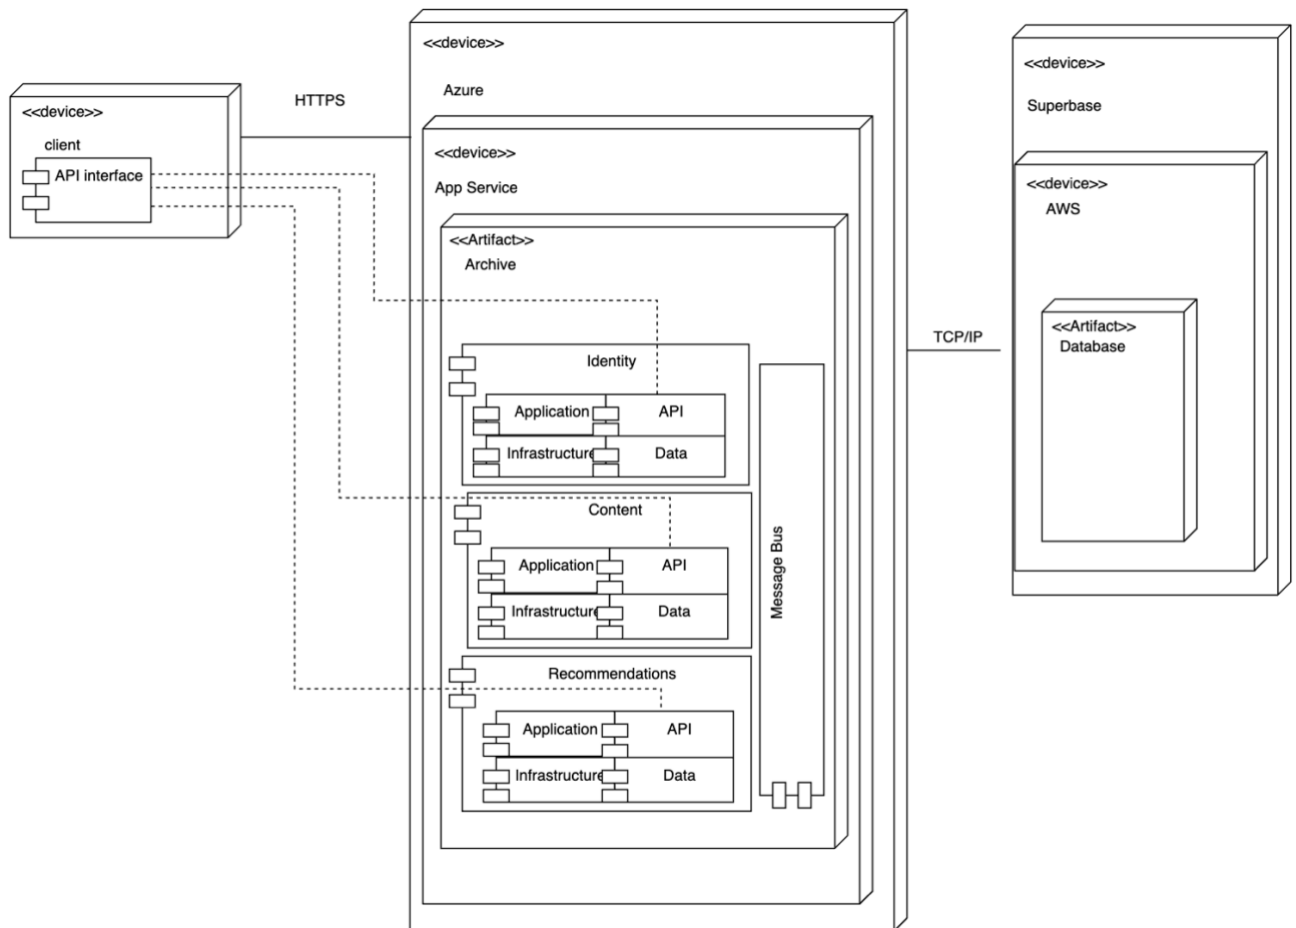 <<device>>
client
API interface
HTTPS
<<device>>
Azure
<<device>>
App Service
<<Artifact>>
Archive
Identity
Application
API
Infrastructure
Data
Content
Application
API
Infrastructure
Data
Recommendations
Application
API
Infrastructure
Data
Message Bus
TCP/IP
<<device>>
Superbase
<<device>>
AWS
<<Artifact>>
Database